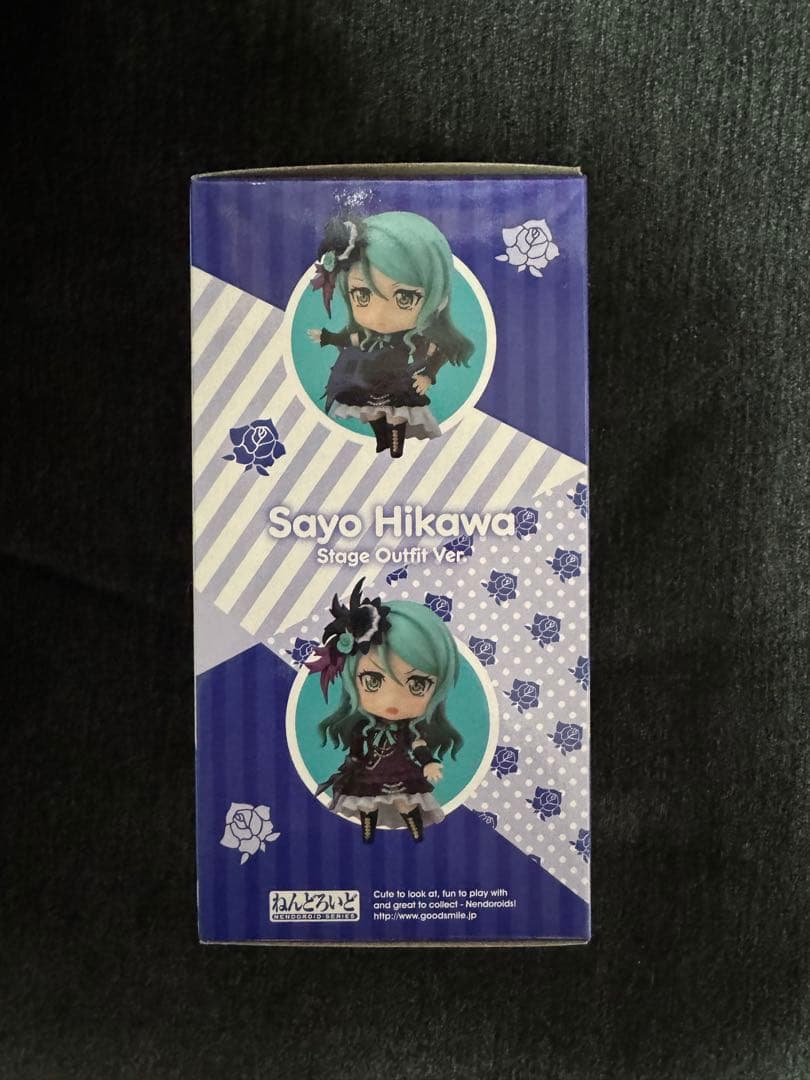 Sayo Hikawa
Stage Outfit Ver.
ねんどろいど
NENDOROID SERIES
Cute to look at, fun to play with
and great to collect - Nendoroids!
http://www.goodsmile.jp